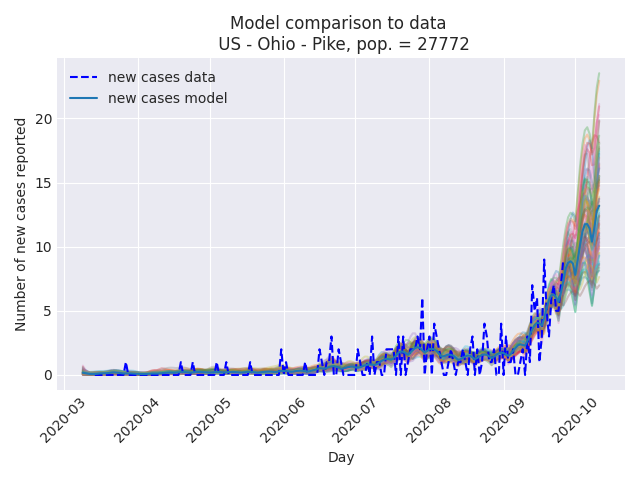 Model comparison to data
US - Ohio - Pike, pop. = 27772
new cases data
new cases model
Number of new cases reported
20
15
10
5
0
2020-03
2020-04
2020-05
2020-06
2020-07
2020-08
2020-09
2020-10
Day